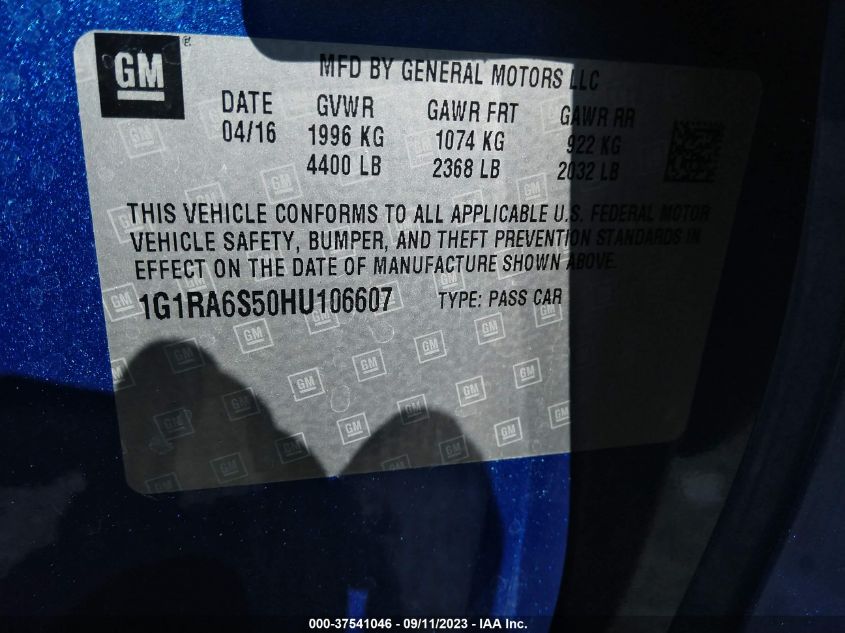 GM
MFD BY GENERAL MOTORS LLC
DATE GVWR GAWR FRT GAWR RR
04/16 1996 KG 1074 KG 922 KG
4400 LB 2368 LB 2032 LB
THIS VEHICLE CONFORMS TO ALL APPLICABLE U.S. FEDERAL MOTOR
VEHICLE SAFETY, BUMPER, AND THEFT PREVENTION STANDARDS IN
EFFECT ON THE DATE OF MANUFACTURE SHOWN ABOVE.
1G1RA6S50HU106607 TYPE: PASS CAR
000-37541046 - 09/11/2023 - IAA Inc.